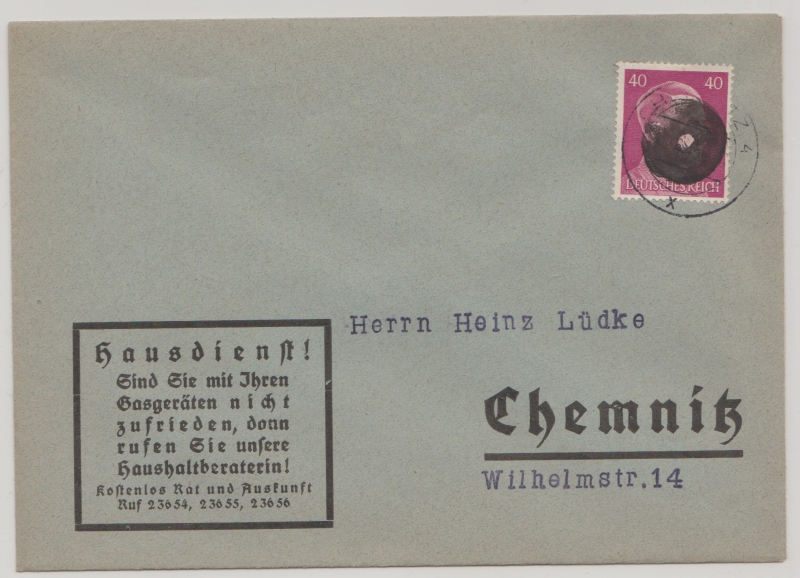 40 40
DEUTSCHES REICH
Hausdienst!
Sind Sie mit Ihren
Gasgeräten nicht
zufrieden, dann
rufen Sie unsere
Haushaltberaterin!
Kostenlos Rat und Auskunft
Ruf 23654, 23655, 23656
Herrn Heinz Lüdke
Chemnitz
Wilhelmstr.14